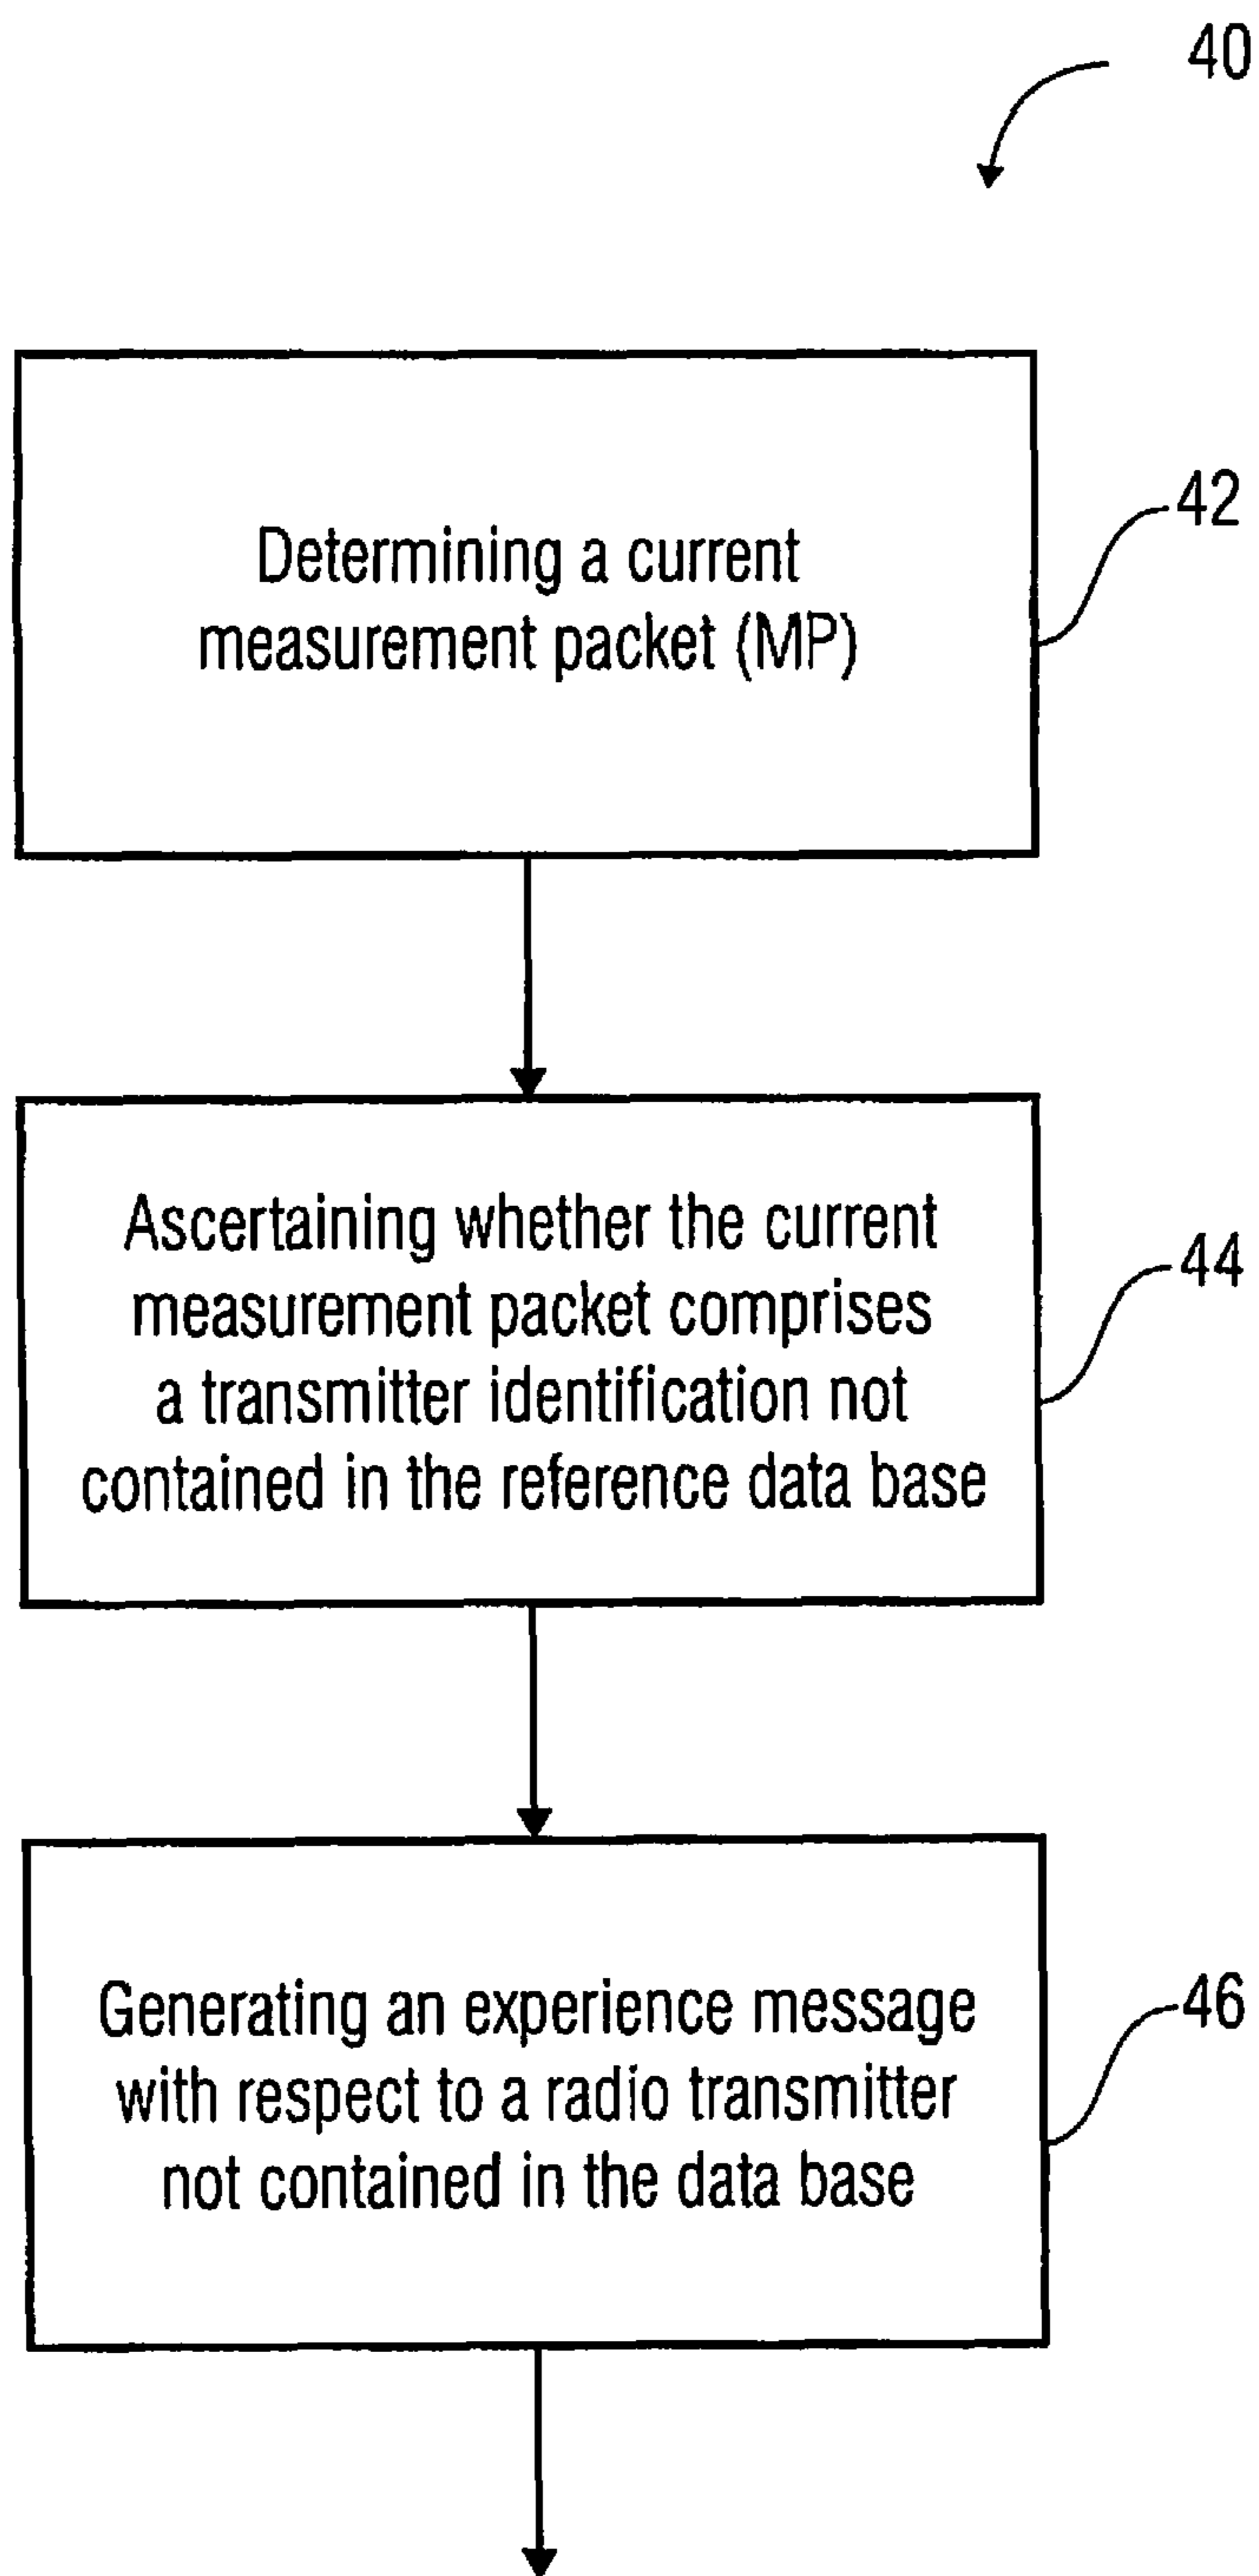 40
Determining a current
measurement packet (MP)
42
Ascertaining whether the current
measurement packet comprises
a transmitter identification not
contained in the reference data base
44
Generating an experience message
with respect to a radio transmitter
not contained in the data base
46